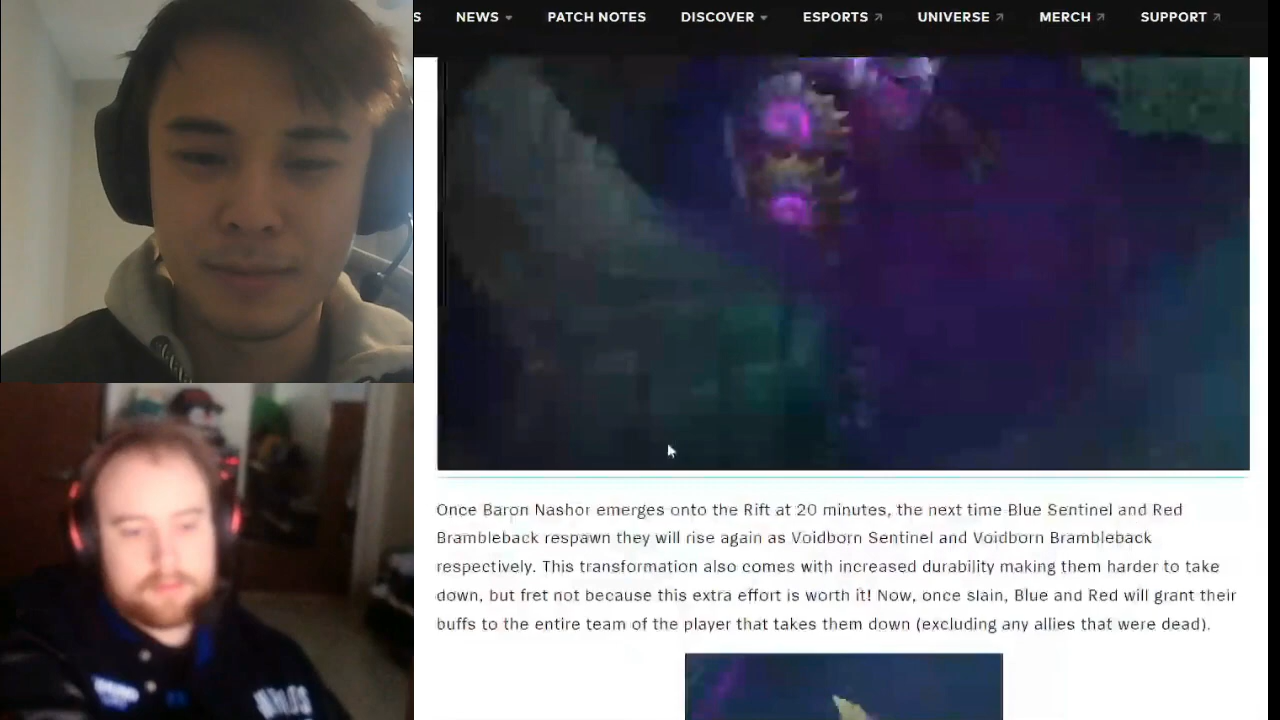 S NEWS PATCH NOTES DISCOVER ESPORTS UNIVERSE MERCH SUPPORT
Once Baron Nashor emerges onto the Rift at 20 minutes, the next time Blue Sentinel and Red
Brambleback respawn they will rise again as Voidborn Sentinel and Voidborn Brambleback
respectively. This transformation also comes with increased durability making them harder to take
down, but fret not because this extra effort is worth it! Now, once slain, Blue and Red will grant their
buffs to the entire team of the player that takes them down (excluding any allies that were dead).